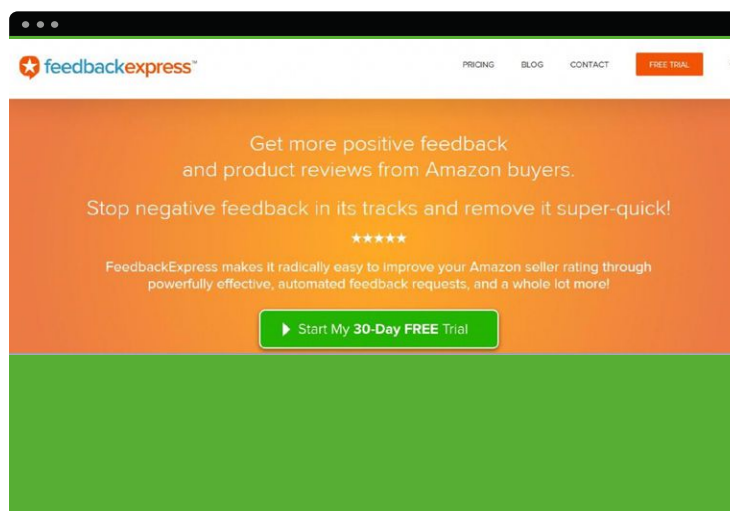 feedbackexpress™
PRICING BLOG CONTACT FREE TRIAL
Get more positive feedback
and product reviews from Amazon buyers.
Stop negative feedback in its tracks and remove it super-quick!
FeedbackExpress makes it radically easy to improve your Amazon seller rating through
powerfully effective, automated feedback requests, and a whole lot more!
Start My 30-Day FREE Trial